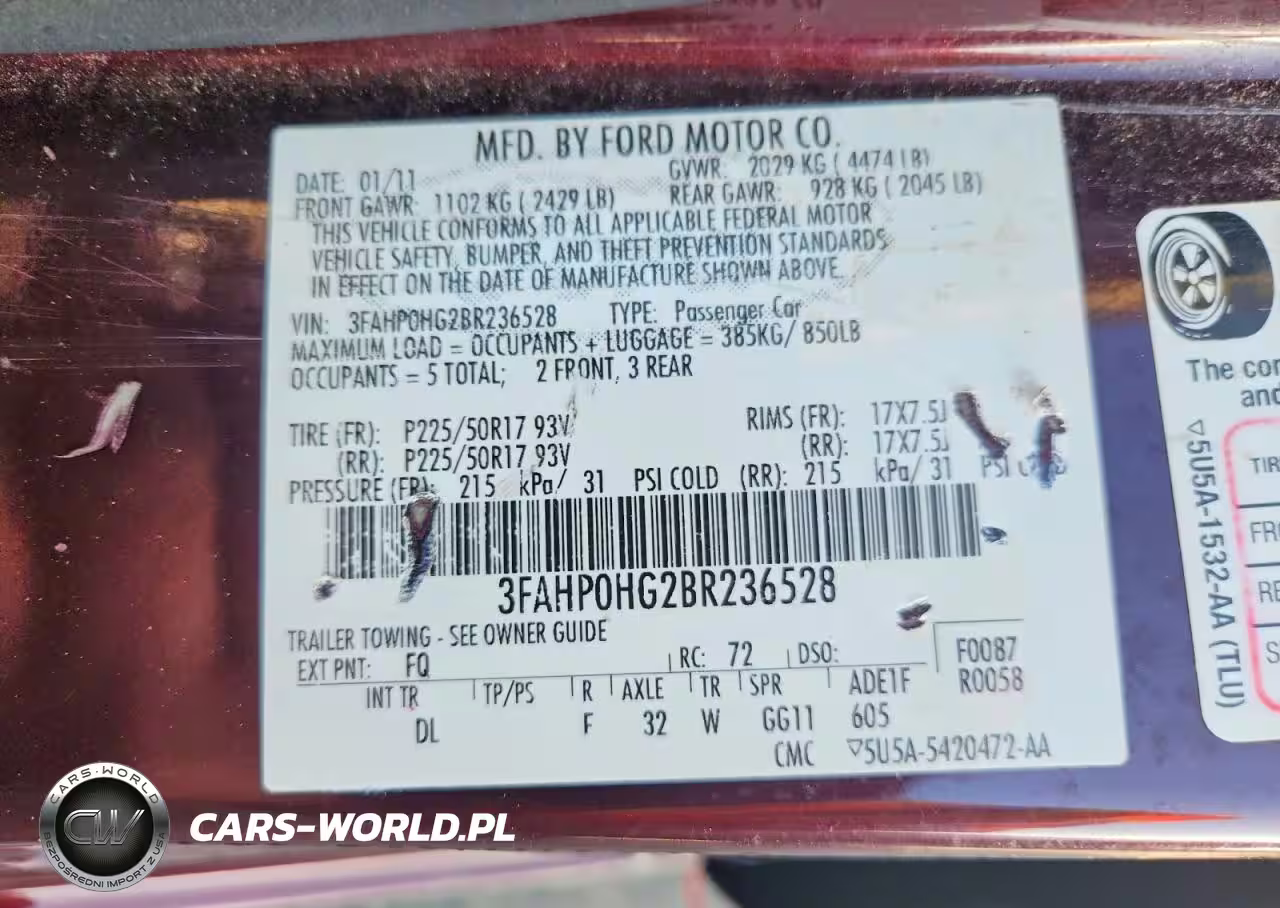 MFD. BY FORD MOTOR CO.
DATE: 01/11 GVWR: 2029 KG ( 4474 LB)
FRONT GAWR: 1102 KG ( 2429 LB) REAR GAWR: 928 KG ( 2045 LB)
THIS VEHICLE CONFORMS TO ALL APPLICABLE FEDERAL MOTOR
VEHICLE SAFETY, BUMPER, AND THEFT PREVENTION STANDARDS
IN EFFECT ON THE DATE OF MANUFACTURE SHOWN ABOVE.
VIN: 3FAHP0HG2BR236528 TYPE: Passenger Car
MAXIMUM LOAD = OCCUPANTS + LUGGAGE = 385KG/ 850LB
OCCUPANTS = 5 TOTAL; 2 FRONT, 3 REAR
TIRE (FR): P225/50R17 93V RIMS (FR): 17X7.5J
(RR): P225/50R17 93V (RR): 17X7.5J
PRESSURE (FR): 215 kPa/ 31 PSI COLD (RR): 215 kPa/ 31 PSI
3FAHP0HG2BR236528
TRAILER TOWING - SEE OWNER GUIDE
EXT PNT: FQ RC: 72 DSO: F0087
INT TR TP/PS R AXLE TR SPR ADE1F R0058
DL F 32 W GG11 605
CMC ▽5U5A-5420472-AA
The
and
▽5U5A-1532-AA (TLU)
CARS-WORLD
CW
BEZPOŚREDNI IMPORT Z USA
CARS-WORLD.PL